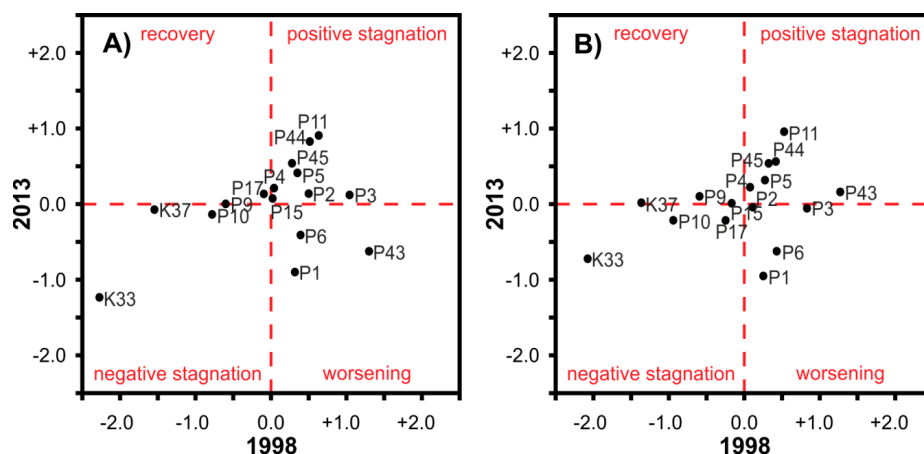 A)
recovery
positive stagnation
+2.0
+1.0
0.0
-1.0
-2.0
2013
P11
P44
P45
P5
P4
P17
P2
P3
P9
K37
P10
P15
P6
P43
P1
K33
negative stagnation
worsening
-2.0
-1.0
0.0
+1.0
+2.0
1998
B)
recovery
positive stagnation
+2.0
+1.0
0.0
-1.0
-2.0
2013
P11
P44
P45
P5
P4
P43
P9
P2
K37
P3
P15
P10
P17
P6
K33
P1
negative stagnation
worsening
-2.0
-1.0
0.0
+1.0
+2.0
1998